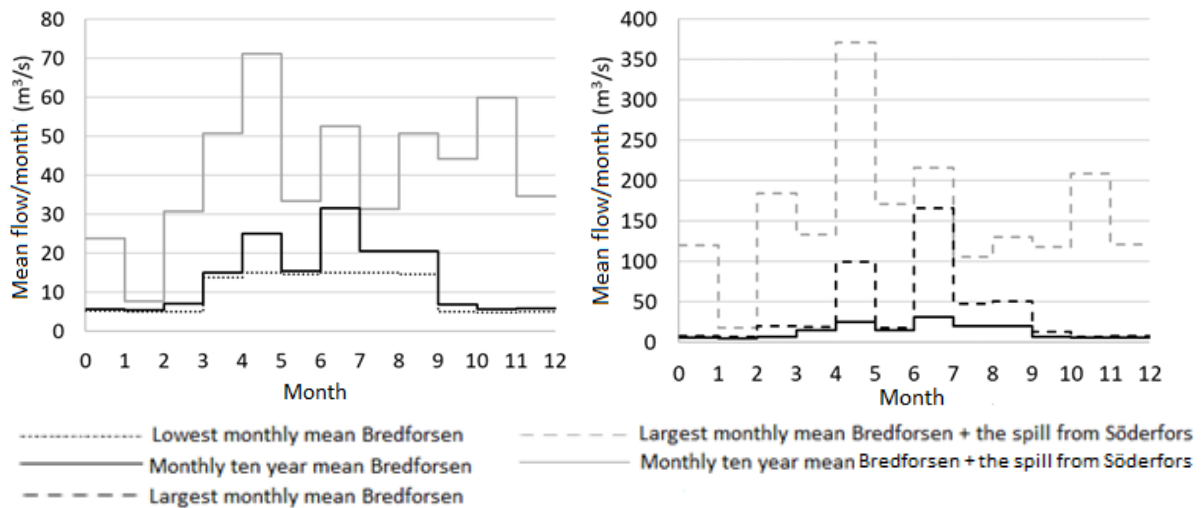 Mean flow/month (m³/s)
80
70
60
50
40
30
20
10
0
0 1 2 3 4 5 6 7 8 9 10 11 12
Month
Mean flow/month (m³/s)
400
350
300
250
200
150
100
50
0
0 1 2 3 4 5 6 7 8 9 10 11 12
Month
Lowest monthly mean Bredforsen
Monthly ten year mean Bredforsen
Largest monthly mean Bredforsen
Largest monthly mean Bredforsen + the spill from Söderfors
Monthly ten year mean Bredforsen + the spill from Söderfors